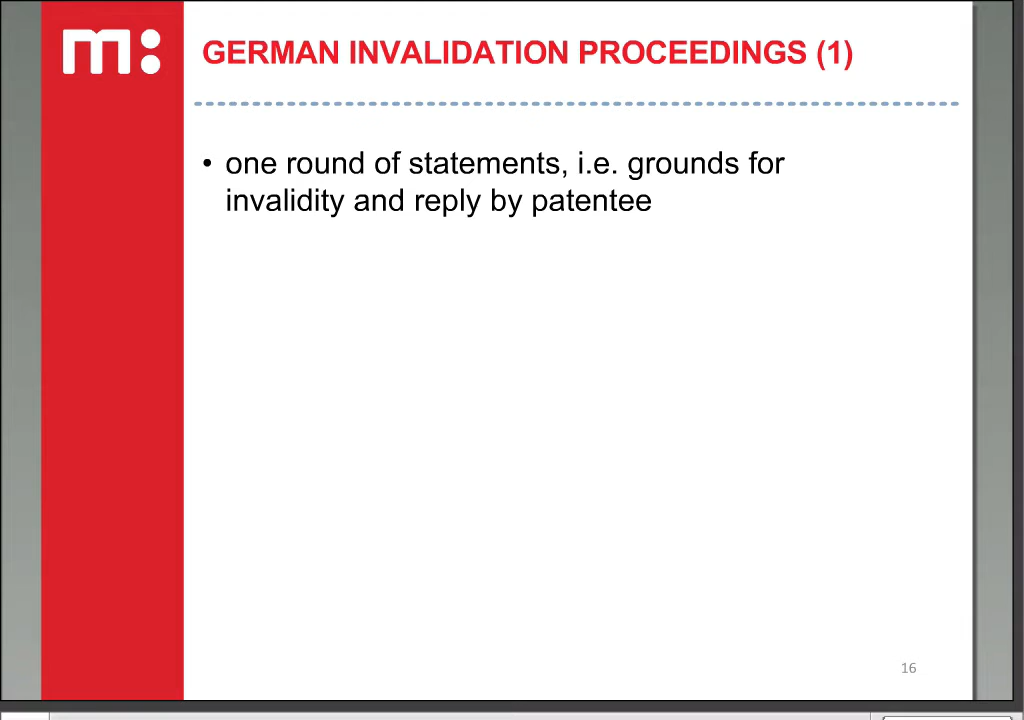 m:
GERMAN INVALIDATION PROCEEDINGS (1)
• one round of statements, i.e. grounds for
invalidity and reply by patentee
16